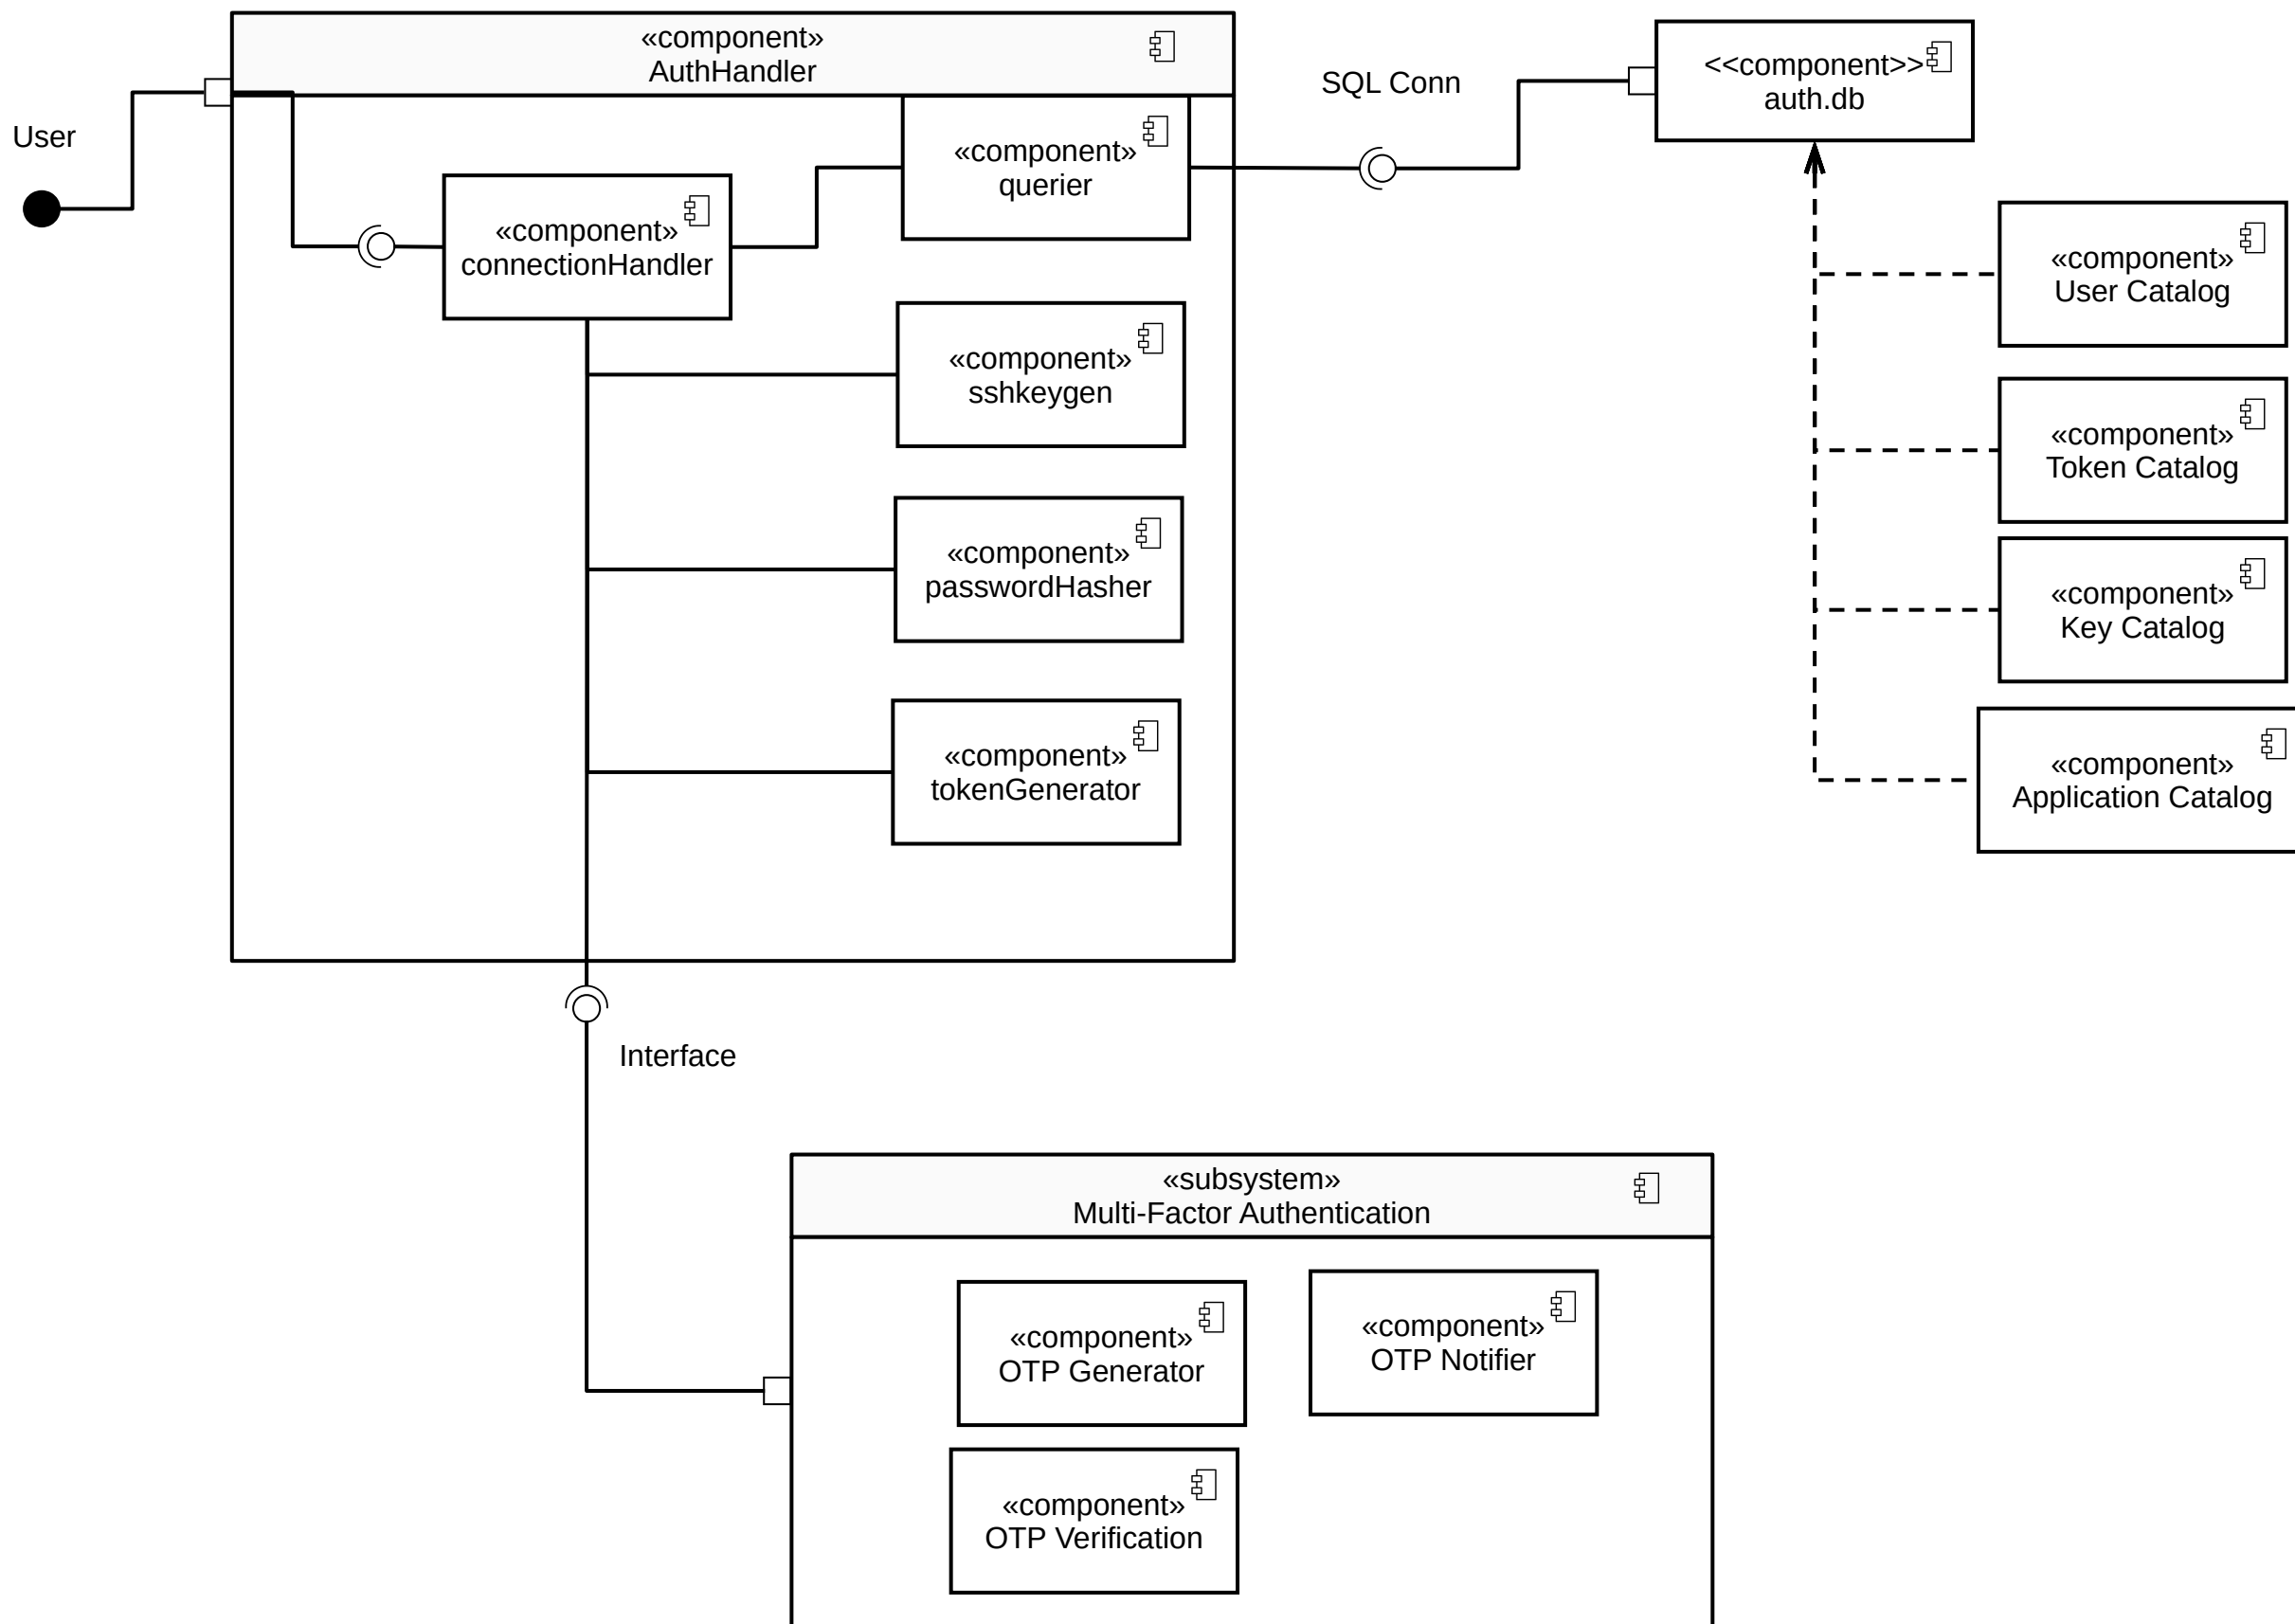 «component»
AuthHandler
User
«component»
connectionHandler
«component»
querier
SQL Conn
<<component>>
auth.db
«component»
sshkeygen
«component»
passwordHasher
«component»
tokenGenerator
«component»
User Catalog
«component»
Token Catalog
«component»
Key Catalog
«component»
Application Catalog
Interface
«subsystem»
Multi-Factor Authentication
«component»
OTP Generator
«component»
OTP Notifier
«component»
OTP Verification